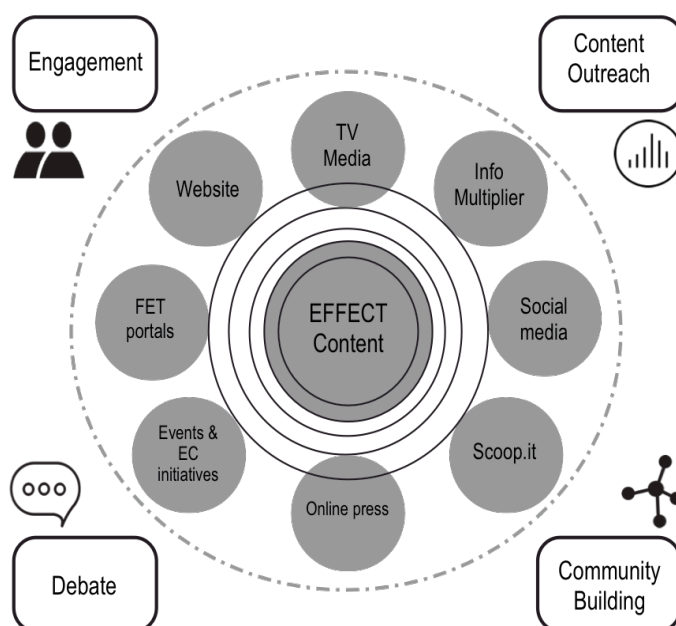 Engagement
Content
Outreach
TV
Media
Website
Info
Multiplier
FET
portals
EFFECT
Content
Social
media
Events &
EC
initiatives
Scoop.it
Online press
Debate
Community
Building